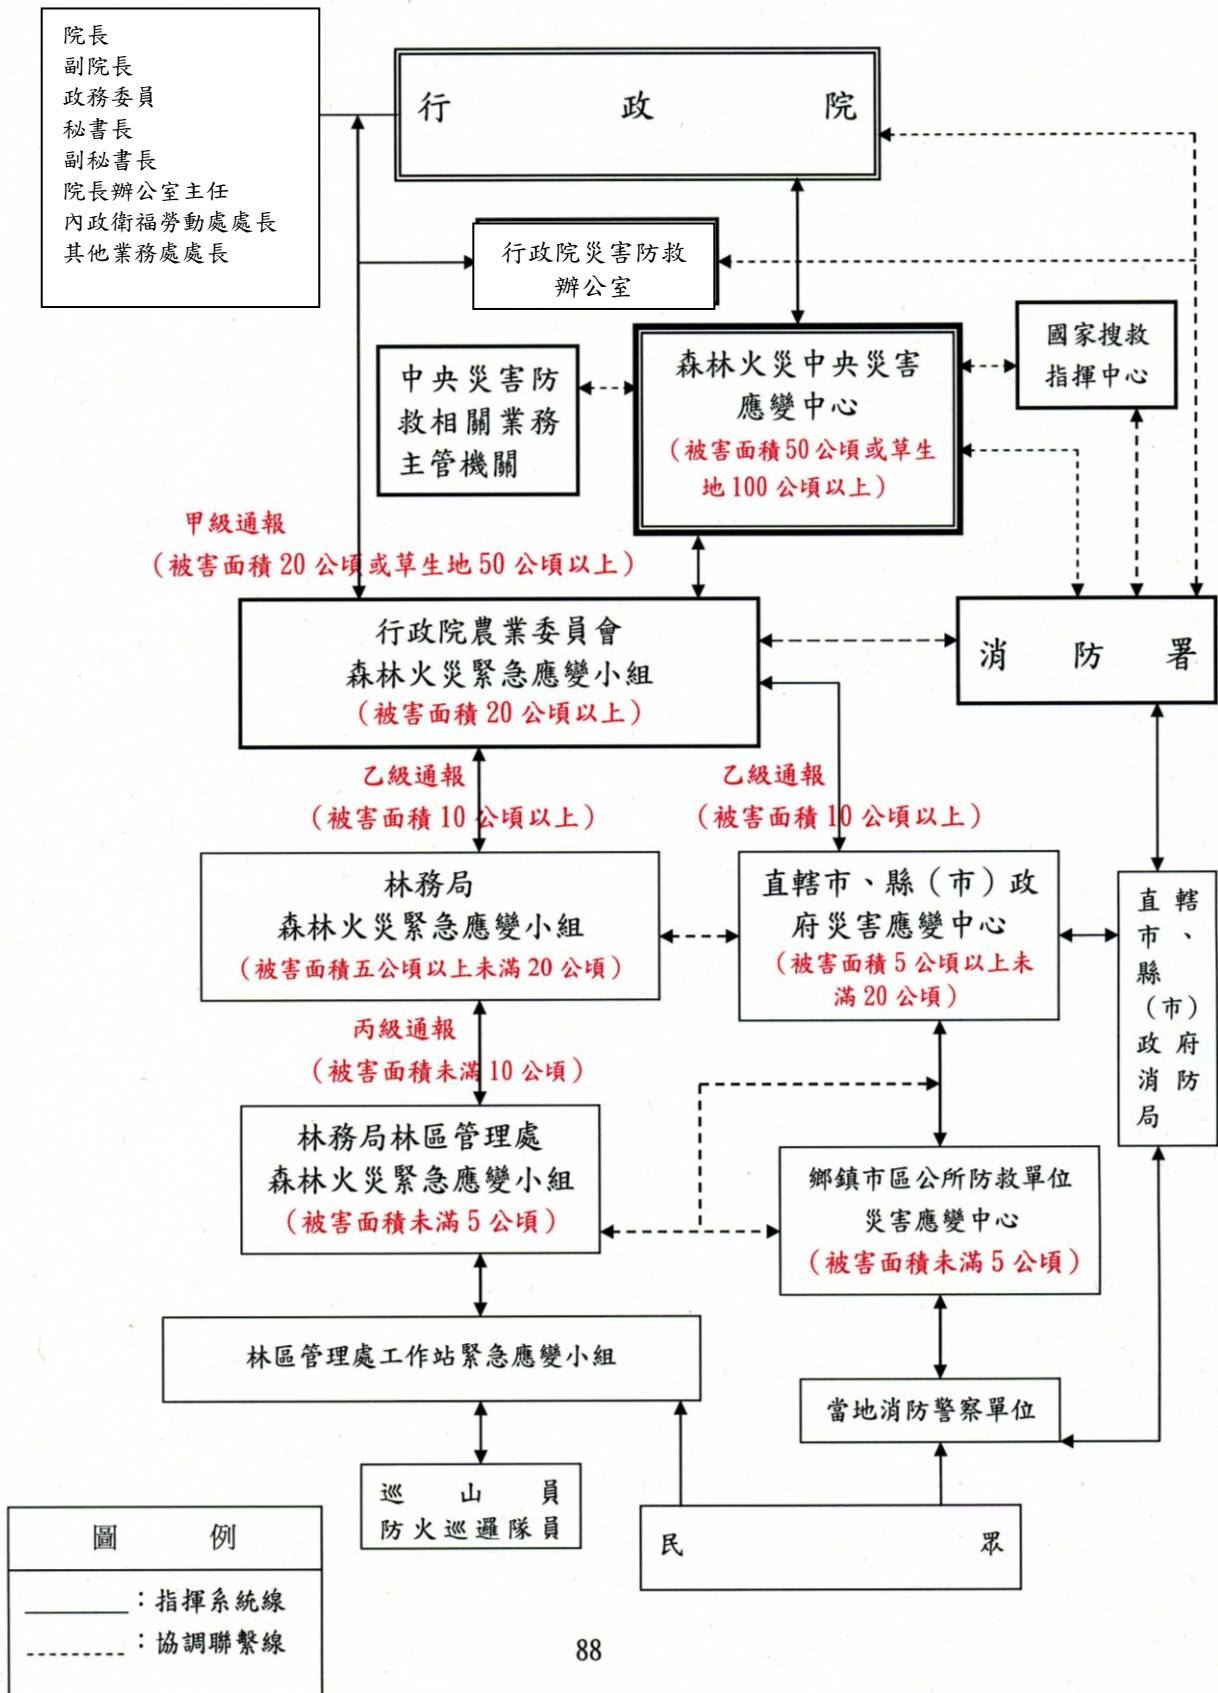 院長
副院長
政務委員
秘書長
副秘書長
院長辦公室主任
內政衛福勞動處處長
其他業務處處長
行政院
行政院災害防救
辦公室
國家搜救
指揮中心
森林火災中央災害
應變中心
（被害面積50公頃或草生
地100公頃以上）
中央災害防
救相關業務
主管機關
甲級通報
（被害面積20公頃或草生地50公頃以上）
行政院農業委員會
森林火災緊急應變小組
（被害面積20公頃以上）
消防署
乙級通報
（被害面積10公頃以上）
乙級通報
（被害面積10公頃以上）
林務局
森林火災緊急應變小組
（被害面積五公頃以上未滿20公頃）
直轄市、縣（市）政
府災害應變中心
（被害面積5公頃以上未
滿20公頃）
直轄
市、
縣
（市）
政府
消防
局
丙級通報
（被害面積未滿10公頃）
林務局林區管理處
森林火災緊急應變小組
（被害面積未滿5公頃）
鄉鎮市區公所防救單位
災害應變中心
（被害面積未滿5公頃）
林區管理處工作站緊急應變小組
當地消防警察單位
巡山員
防火巡邏隊員
民眾
圖例
：指揮系統線
：協調聯繫線
88